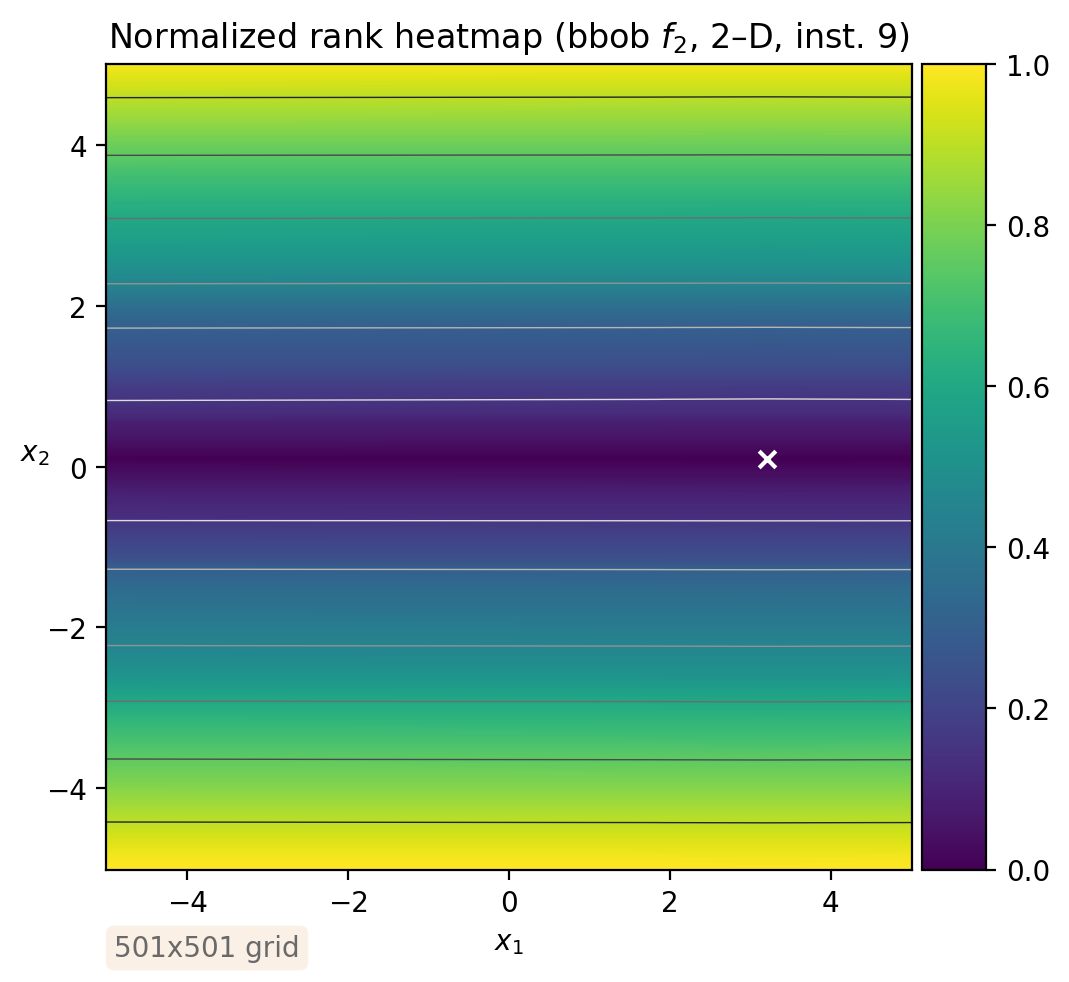 Normalized rank heatmap (bbob f₂, 2–D, inst. 9)
1.0
0.8
0.6
0.4
0.2
0.0
4
2
0
−2
−4
x₂
−4 −2 0 2 4
x₁
501x501 grid